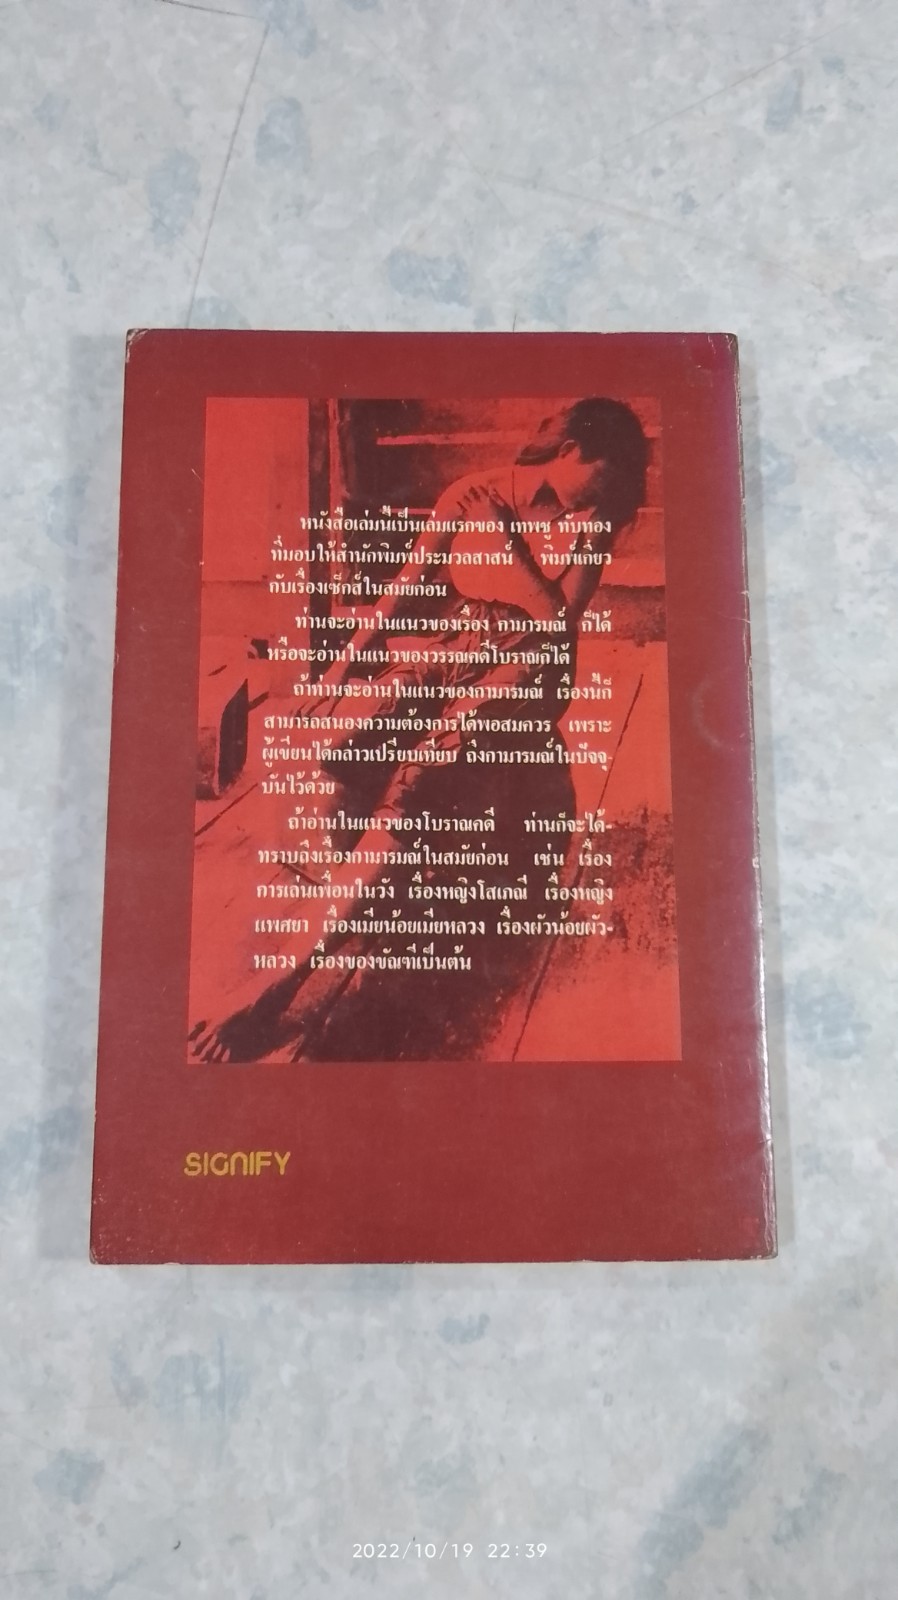 หนังสือเล่มนี้เป็นเล่มแรกของ เทพชู ทับทอง
ที่มอบให้สำนักพิมพ์ประมวลสาสน์ พิมพ์เกี่ยว
กับเรื่องเซ็กส์ในสมัยก่อน
ท่านจะอ่านในแนวของเรื่อง กามารมณ์ ก็ได้
หรือจะอ่านในแนวของวรรณคดีโบราณก็ได้
ถ้าท่านจะอ่านในแนวของกามารมณ์ เรื่องนี้ก็
สามารถสนองความต้องการได้พอสมควร เพราะ
ผู้เขียนได้กล่าวเปรียบเทียบ ถึงกามารมณ์ในปัจจุ-
บันไว้ด้วย
ถ้าอ่านในแนวของโบราณคดี ท่านก็จะได้-
ทราบถึงเรื่องกามารมณ์ในสมัยก่อน เช่น เรื่อง
การเล่นเพื่อนในวัง เรื่องหญิงโสเภณี เรื่องหญิง
แพศยา เรื่องเมียน้อยเมียหลวง เรื่องผัวน้อยผัว-
หลวง เรื่องของขัณฑีเป็นต้น
SIGNIFY
2022/10/19 22:39